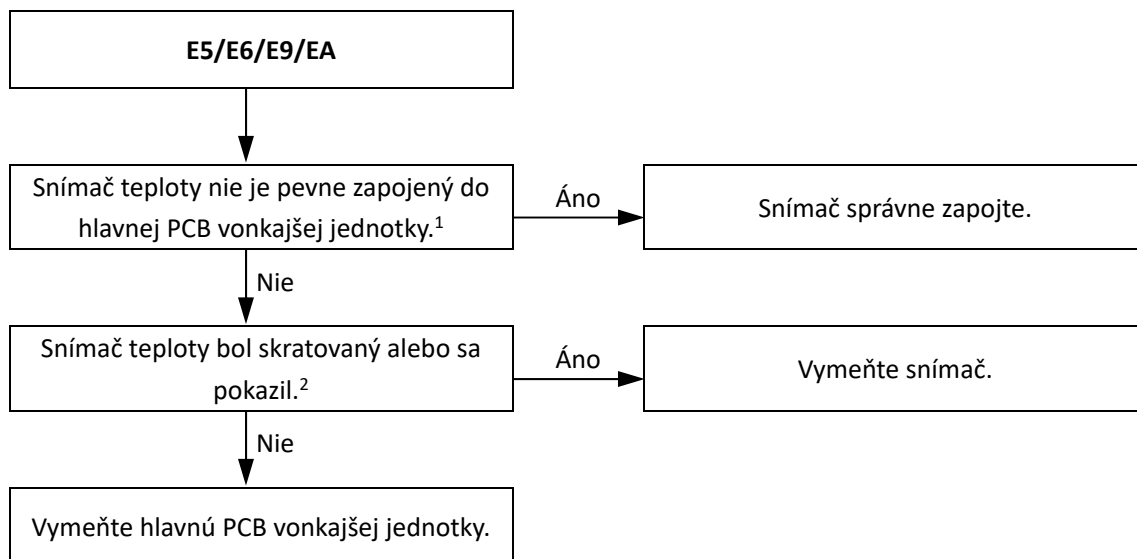 E5/E6/E9/EA
Snímač teploty nie je pevne zapojený do
hlavnej PCB vonkajšej jednotky.¹
Áno
Snímač správne zapojte.
Nie
Snímač teploty bol skratovaný alebo sa
pokazil.²
Áno
Vymeňte snímač.
Nie
Vymeňte hlavnú PCB vonkajšej jednotky.